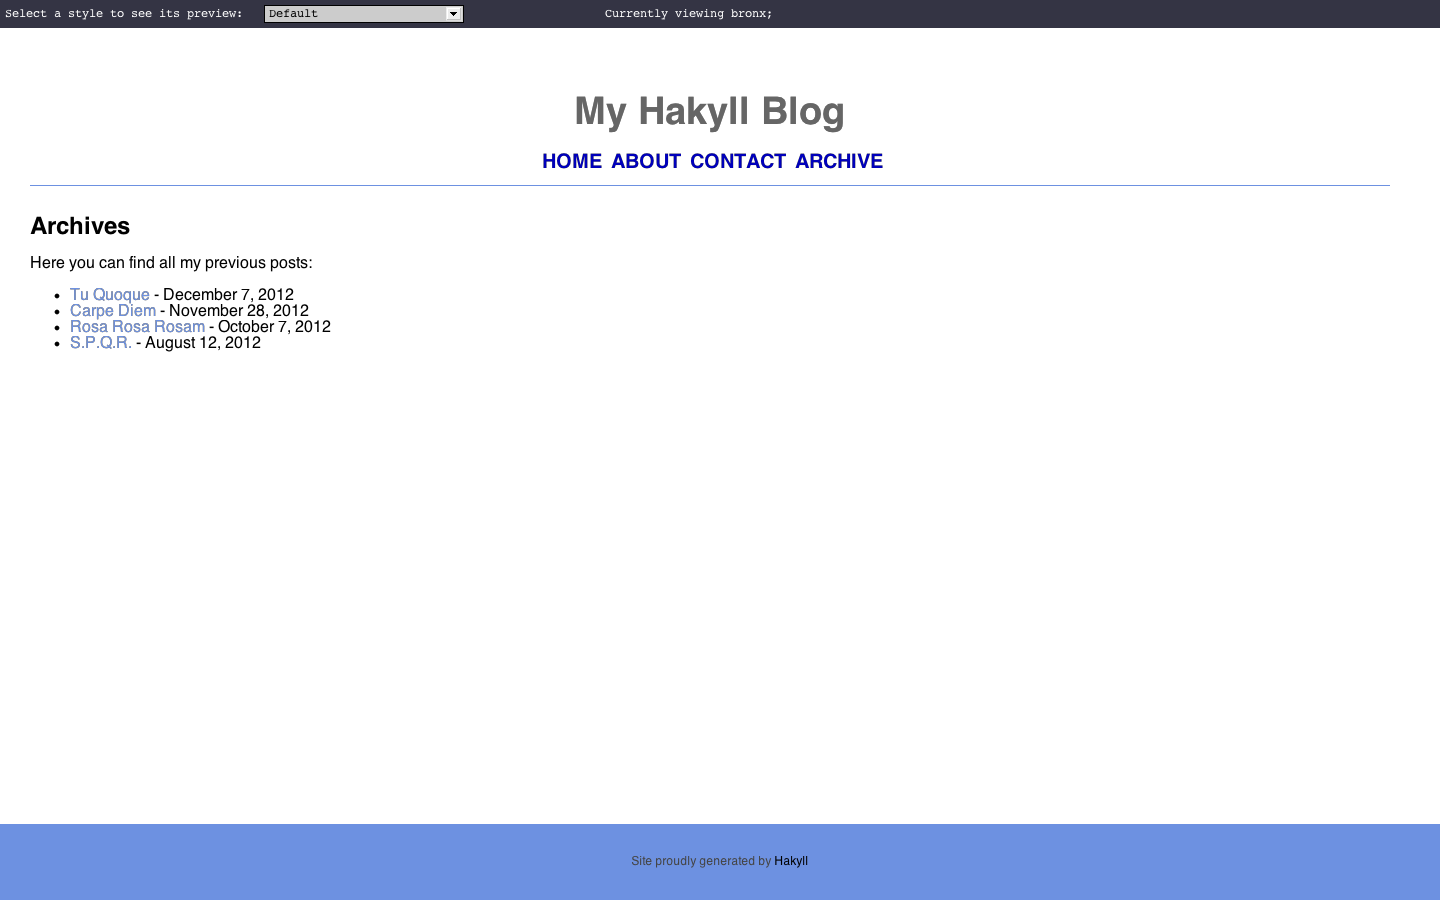 Select a style to see its preview: Default Currently viewing bronx;
My Hakyll Blog
HOME ABOUT CONTACT ARCHIVE
Archives
Here you can find all my previous posts:
Tu Quoque - December 7, 2012
Carpe Diem - November 28, 2012
Rosa Rosa Rosam - October 7, 2012
S.P.Q.R. - August 12, 2012
Site proudly generated by Hakyll